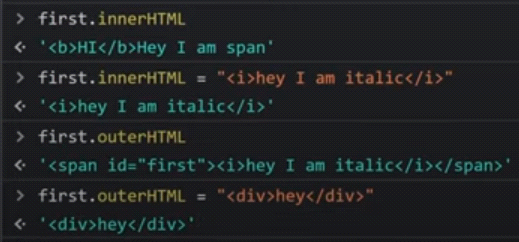 > first.innerHTML
<· '<b>HI</b>Hey I am span'
> first.innerHTML = "<i>hey I am italic</i>"
<· '<i>hey I am italic</i>'
> first.outerHTML
<· '<span id="first"><i>hey I am italic</i></span>'
> first.outerHTML = "<div>hey</div>"
<· '<div>hey</div>'